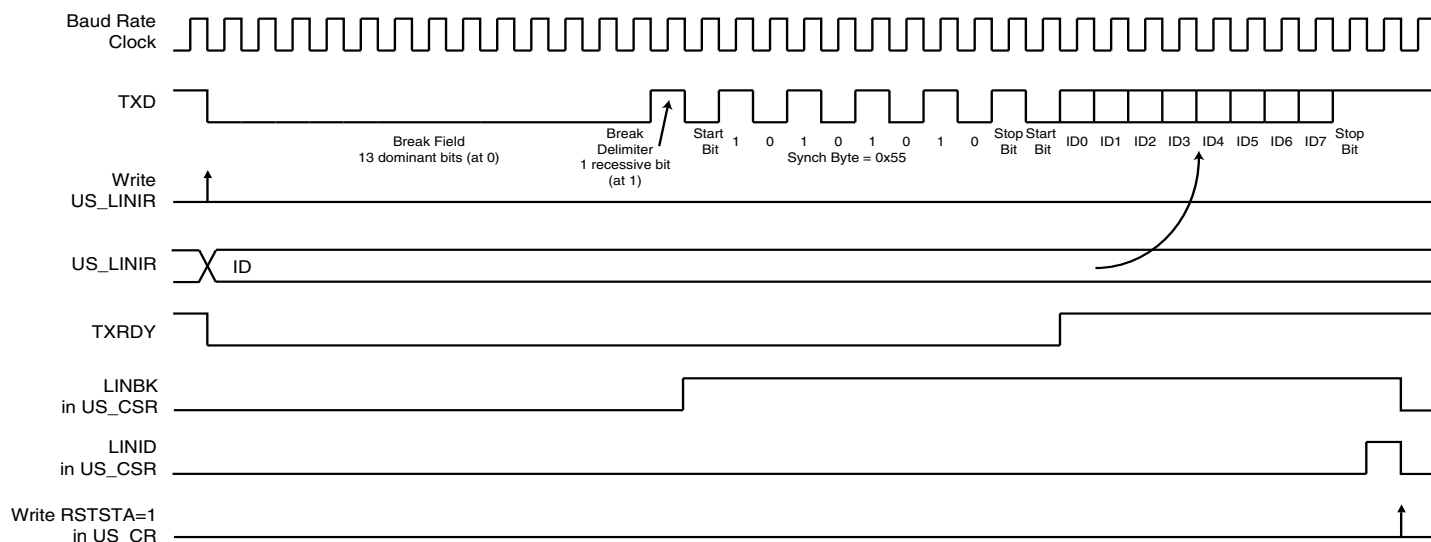 Baud Rate
Clock
TXD
Break Field
13 dominant bits (at 0)
Break
Delimiter
1 recessive bit
(at 1)
Start
Bit
1 0 1 0 1 0 1 0
Synch Byte = 0x55
Stop
Bit
Start
Bit
ID0 ID1 ID2 ID3 ID4 ID5 ID6 ID7
Stop
Bit
Write
US_LINIR
US_LINIR
ID
TXRDY
LINBK
in US_CSR
LINID
in US_CSR
Write RSTSTA=1
in US_CR